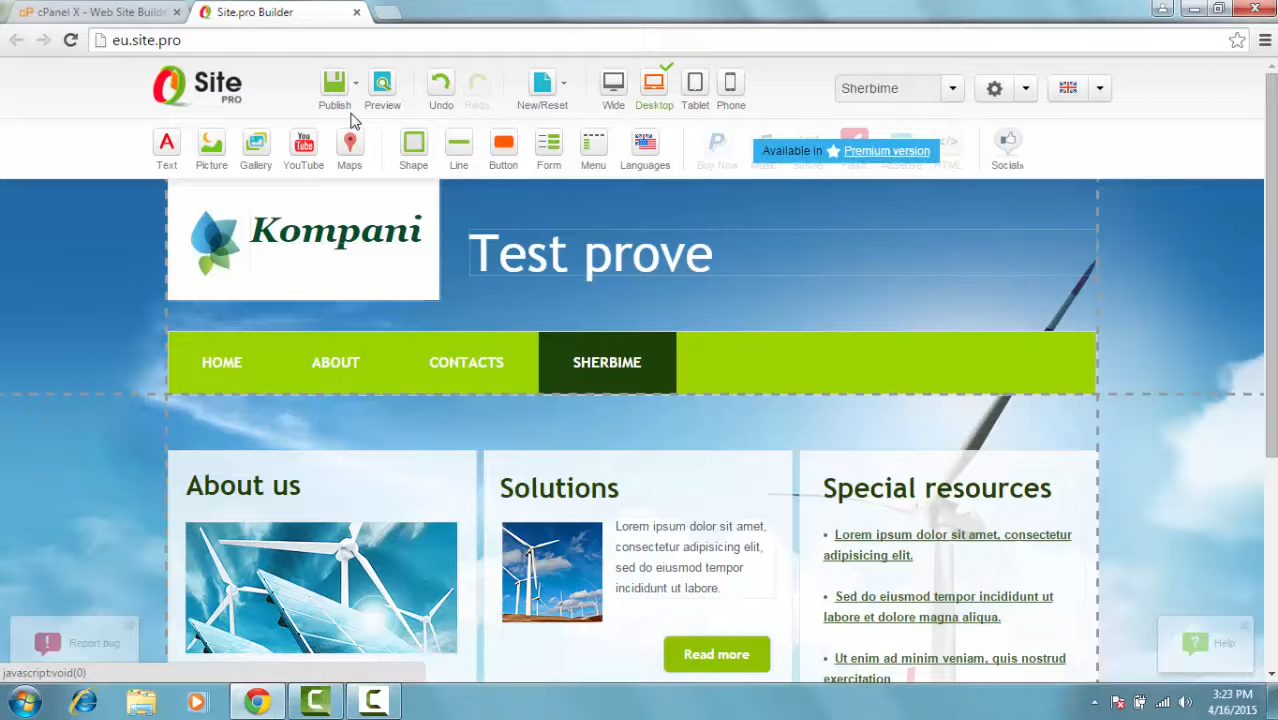 cP cPanel X - Web Site Builde
Site.pro Builder
eu.site.pro
Site
PRO
Publish
Preview
Undo
Redo
New/Reset
Wide
Desktop
Tablet
Phone
Sherbime
Text
Picture
Gallery
YouTube
Maps
Shape
Line
Button
Form
Menu
Languages
Buy Now
Available in Premium version
Social
Kompani
Test prove
HOME
ABOUT
CONTACTS
SHERBIME
About us
Solutions
Lorem ipsum dolor sit amet,
consectetur adipisicing elit,
sed do eiusmod tempor
incididunt ut labore.
Read more
Special resources
• Lorem ipsum dolor sit amet, consectetur
adipisicing elit.
• Sed do eiusmod tempor incididunt ut
labore et dolore magna aliqua.
• Ut enim ad minim veniam, quis nostrud
exercitation
Report bug
Help
javascript:void(0)
3:23 PM
4/16/2015